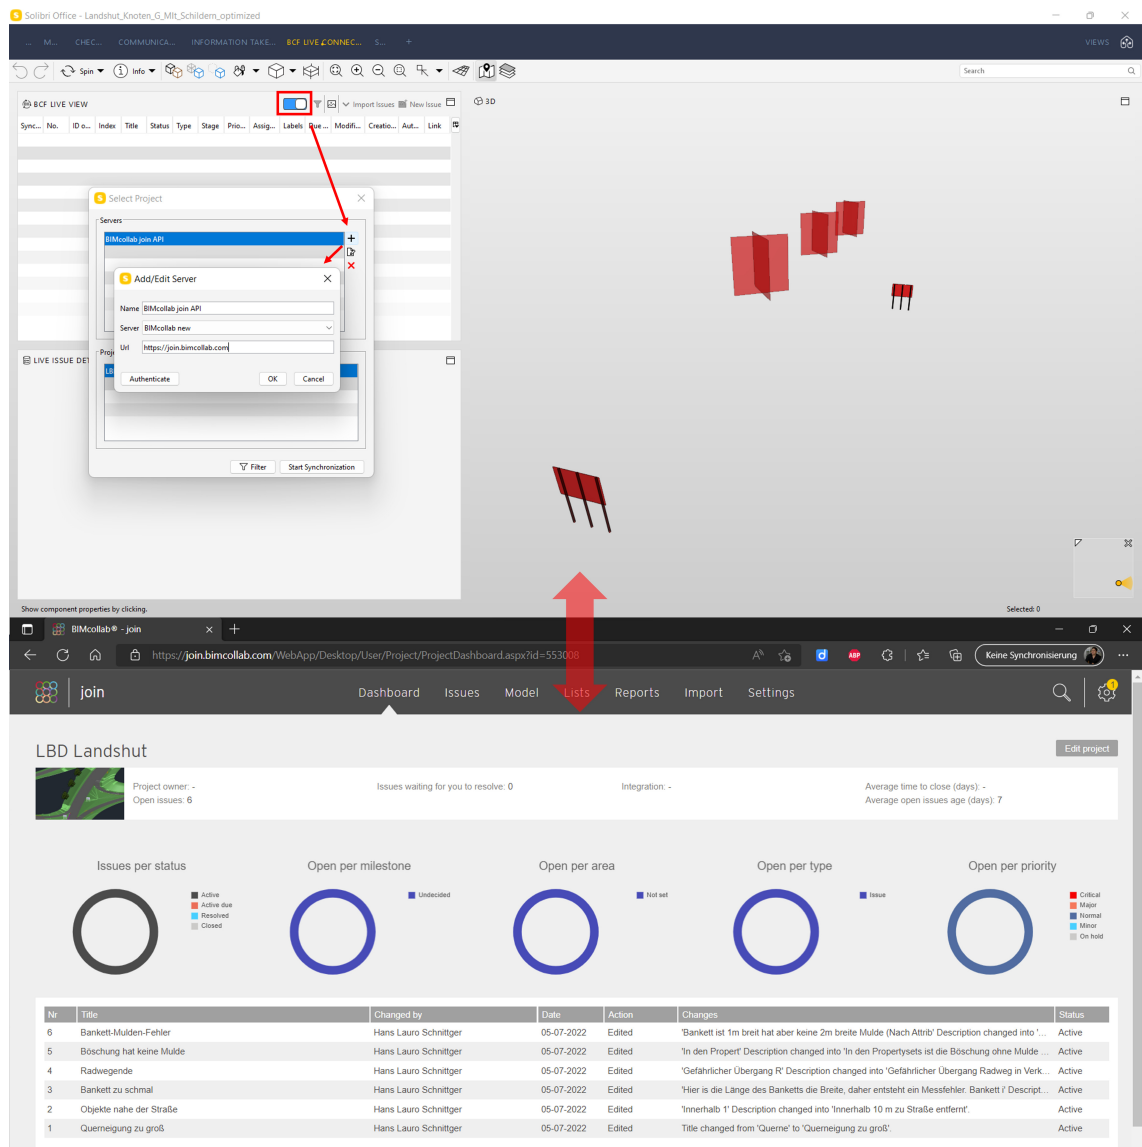 Solibri Office - Landshut_Knoten_G_MIt_Schildern_optimized
... M... CHEC... COMMUNICA... INFORMATION TAKE... BCF LIVE CONNEC... S... + VIEWS
Spin Info Search
BCF LIVE VIEW Import Issues New Issue 3D
Sync... No. ID o... Index Title Status Type Stage Prio... Assig... Labels Due ... Modifi... Creatio... Aut... Link
Select Project
Servers
BIMcollab join API
Add/Edit Server
Name BIMcollab join API
Server BIMcollab new
Url https://join.bimcollab.com
Authenticate OK Cancel
LIVE ISSUE DET
Proj
LB
Filter Start Synchronization
Show component properties by clicking. Selected: 0
BIMcollab® - join
https://join.bimcollab.com/WebApp/Desktop/User/Project/ProjectDashboard.aspx?id=553008 Keine Synchronisierung
join Dashboard Issues Model Lists Reports Import Settings 1
LBD Landshut Edit project
Project owner: - Issues waiting for you to resolve: 0 Integration: - Average time to close (days): -
Open issues: 6 Average open issues age (days): 7
Issues per status Open per milestone Open per area Open per type Open per priority
Active Undecided Not set Issue Critical
Active due Major
Resolved Normal
Closed Minor
On hold
Nr Title Changed by Date Action Changes Status
6 Bankett-Mulden-Fehler Hans Lauro Schnittger 05-07-2022 Edited 'Bankett ist 1m breit hat aber keine 2m breite Mulde (Nach Attrib' Description changed into '... Active
5 Böschung hat keine Mulde Hans Lauro Schnittger 05-07-2022 Edited 'In den Propert' Description changed into 'In den Propertysets ist die Böschung ohne Mulde ... Active
4 Radwegende Hans Lauro Schnittger 05-07-2022 Edited 'Gefährlicher Übergang R' Description changed into 'Gefährlicher Übergang Radweg in Verk... Active
3 Bankett zu schmal Hans Lauro Schnittger 05-07-2022 Edited 'Hier is die Länge des Banketts die Breite, daher entsteht ein Messfehler. Bankett i' Descript... Active
2 Objekte nahe der Straße Hans Lauro Schnittger 05-07-2022 Edited 'Innerhalb 1' Description changed into 'Innerhalb 10 m zu Straße entfernt'. Active
1 Querneigung zu groß Hans Lauro Schnittger 05-07-2022 Edited Title changed from 'Querne' to 'Querneigung zu groß'. Active